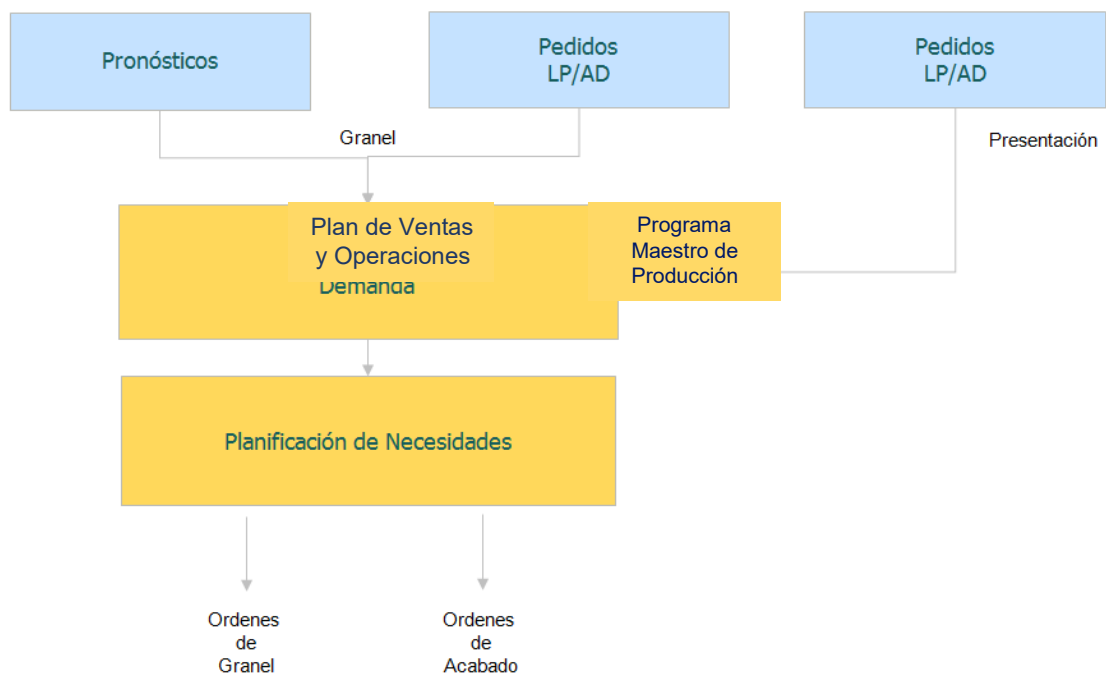 Pronósticos
Pedidos
LP/AD
Pedidos
LP/AD
Granel
Presentación
Plan de Ventas
y Operaciones
Demanda
Programa
Maestro de
Producción
Planificación de Necesidades
Ordenes
de
Granel
Ordenes
de
Acabado